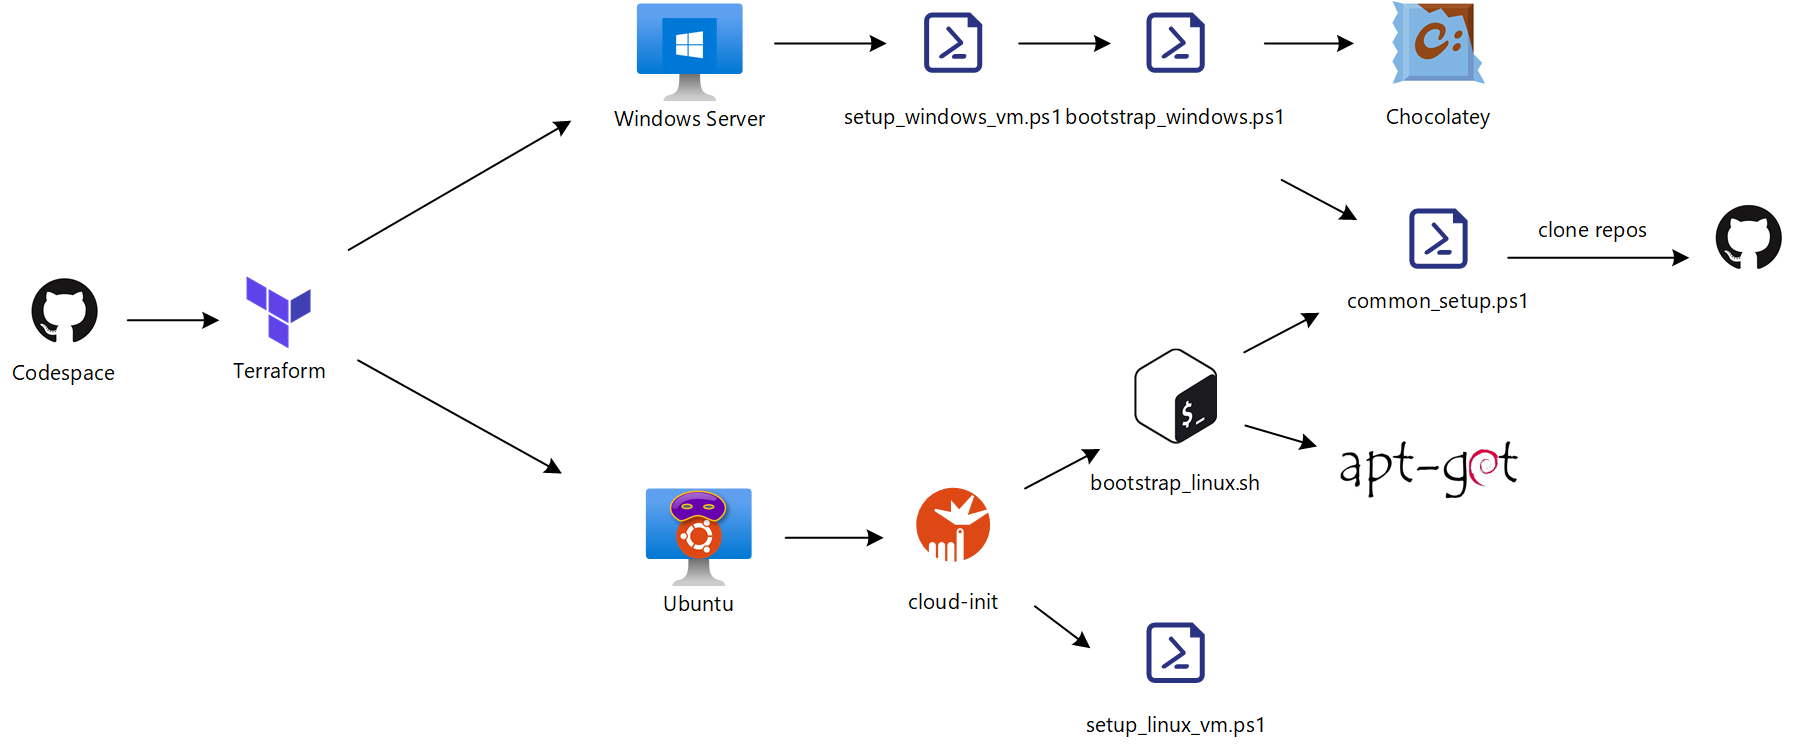 Windows Server
setup_windows_vm.ps1
bootstrap_windows.ps1
C:
Chocolatey
clone repos
common_setup.ps1
Codespace
Terraform
$_
bootstrap_linux.sh
apt-get
Ubuntu
cloud-init
setup_linux_vm.ps1